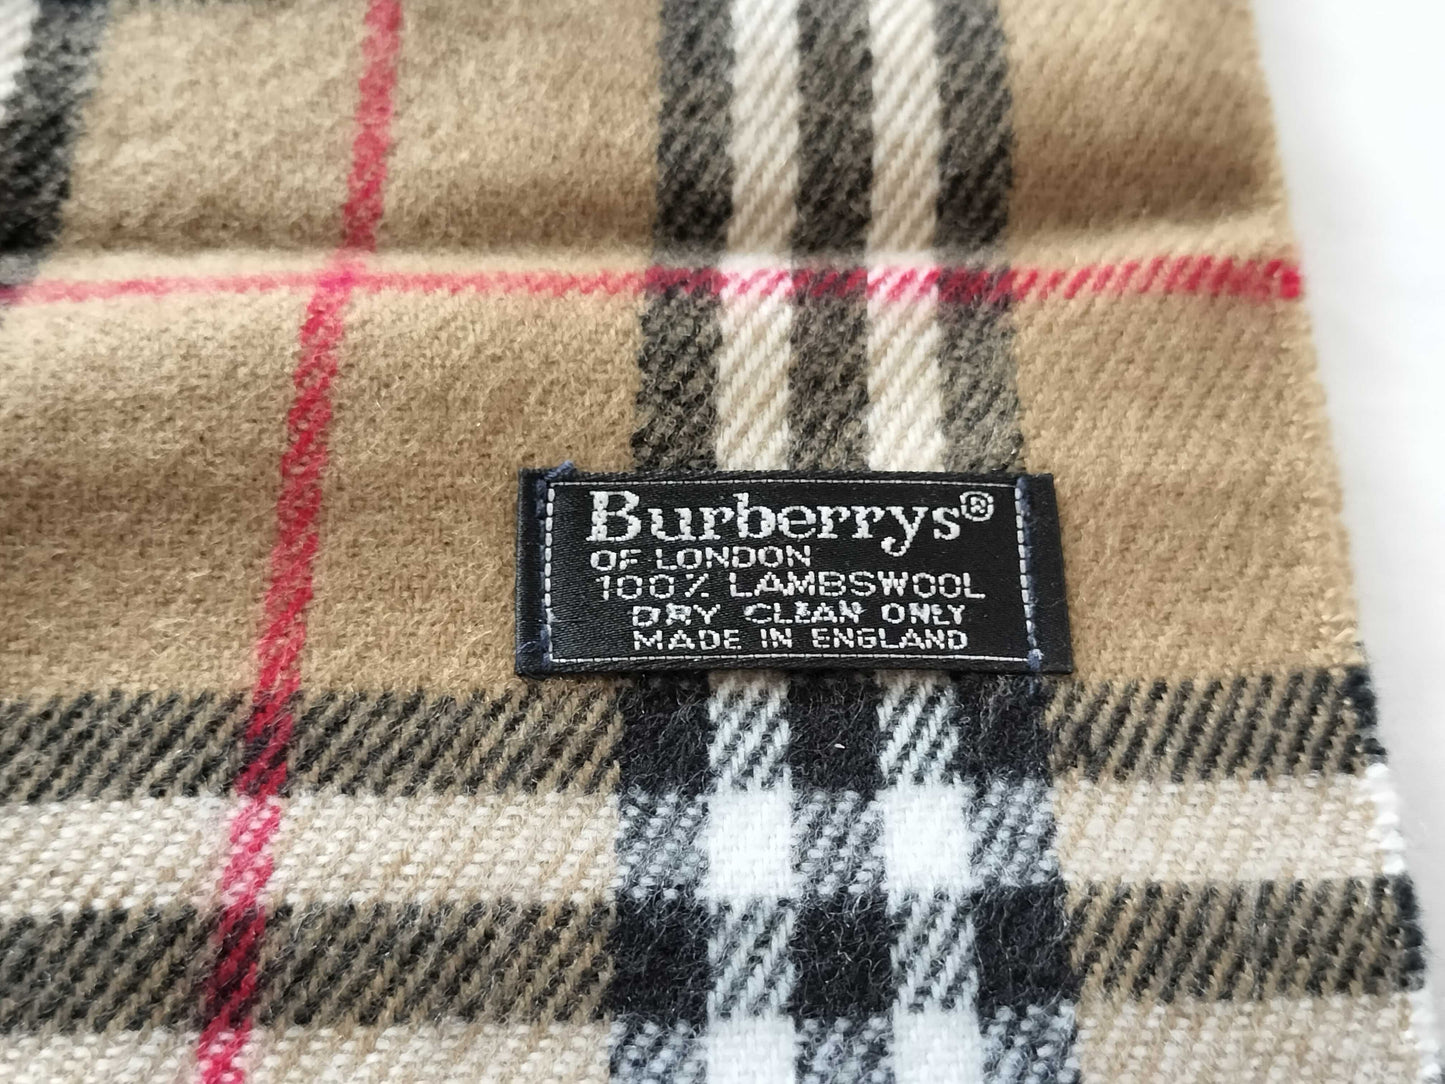 Burberrys®
OF LONDON
100% LAMBSWOOL
DRY CLEAN ONLY
MADE IN ENGLAND